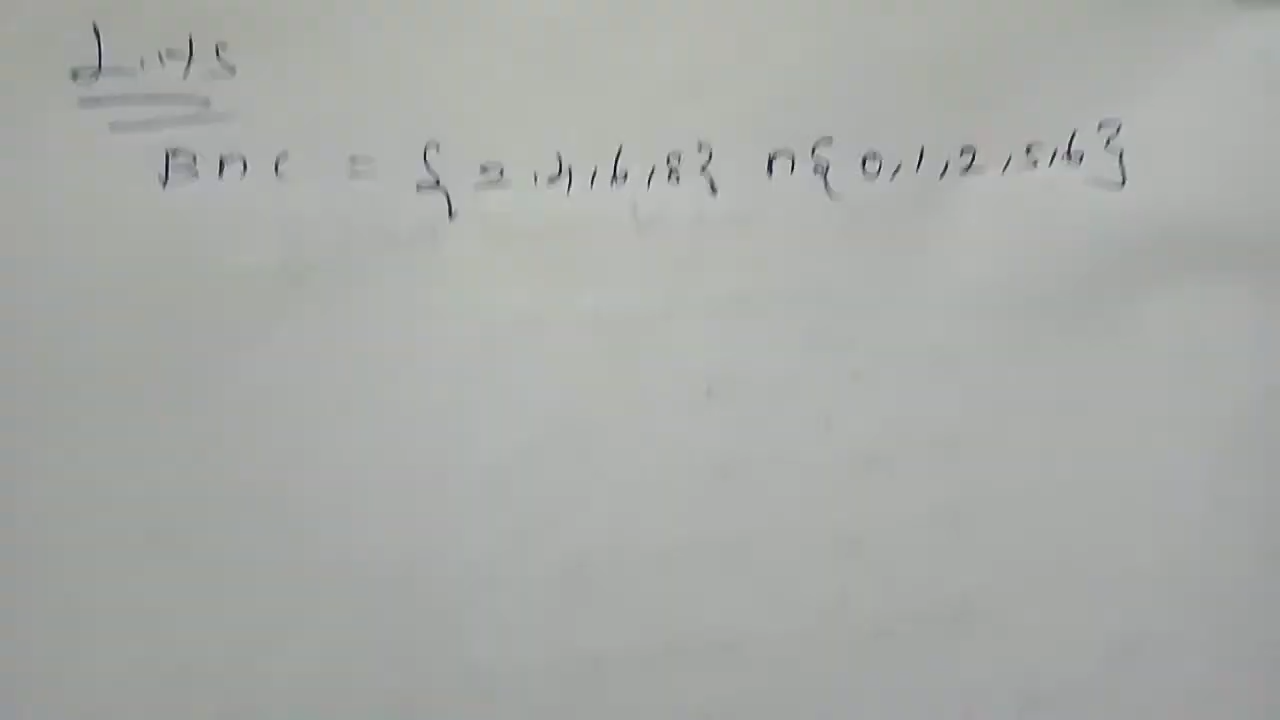 L.H.S
B n C = { 2, 4, 6, 8 } n { 0, 1, 2, 5, 6 }